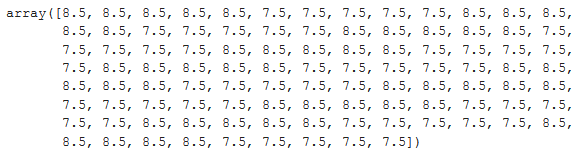 array([8.5, 8.5, 8.5, 8.5, 8.5, 7.5, 7.5, 7.5, 7.5, 7.5, 8.5, 8.5, 8.5,
8.5, 8.5, 7.5, 7.5, 7.5, 7.5, 7.5, 8.5, 8.5, 8.5, 8.5, 8.5, 7.5,
7.5, 7.5, 7.5, 7.5, 8.5, 8.5, 8.5, 8.5, 8.5, 7.5, 7.5, 7.5, 7.5,
7.5, 8.5, 8.5, 8.5, 8.5, 8.5, 7.5, 7.5, 7.5, 7.5, 7.5, 8.5, 8.5,
8.5, 8.5, 8.5, 7.5, 7.5, 7.5, 7.5, 7.5, 8.5, 8.5, 8.5, 8.5, 8.5,
7.5, 7.5, 7.5, 7.5, 7.5, 8.5, 8.5, 8.5, 8.5, 8.5, 7.5, 7.5, 7.5,
7.5, 7.5, 8.5, 8.5, 8.5, 8.5, 8.5, 7.5, 7.5, 7.5, 7.5, 7.5, 8.5,
8.5, 8.5, 8.5, 8.5, 7.5, 7.5, 7.5, 7.5, 7.5])